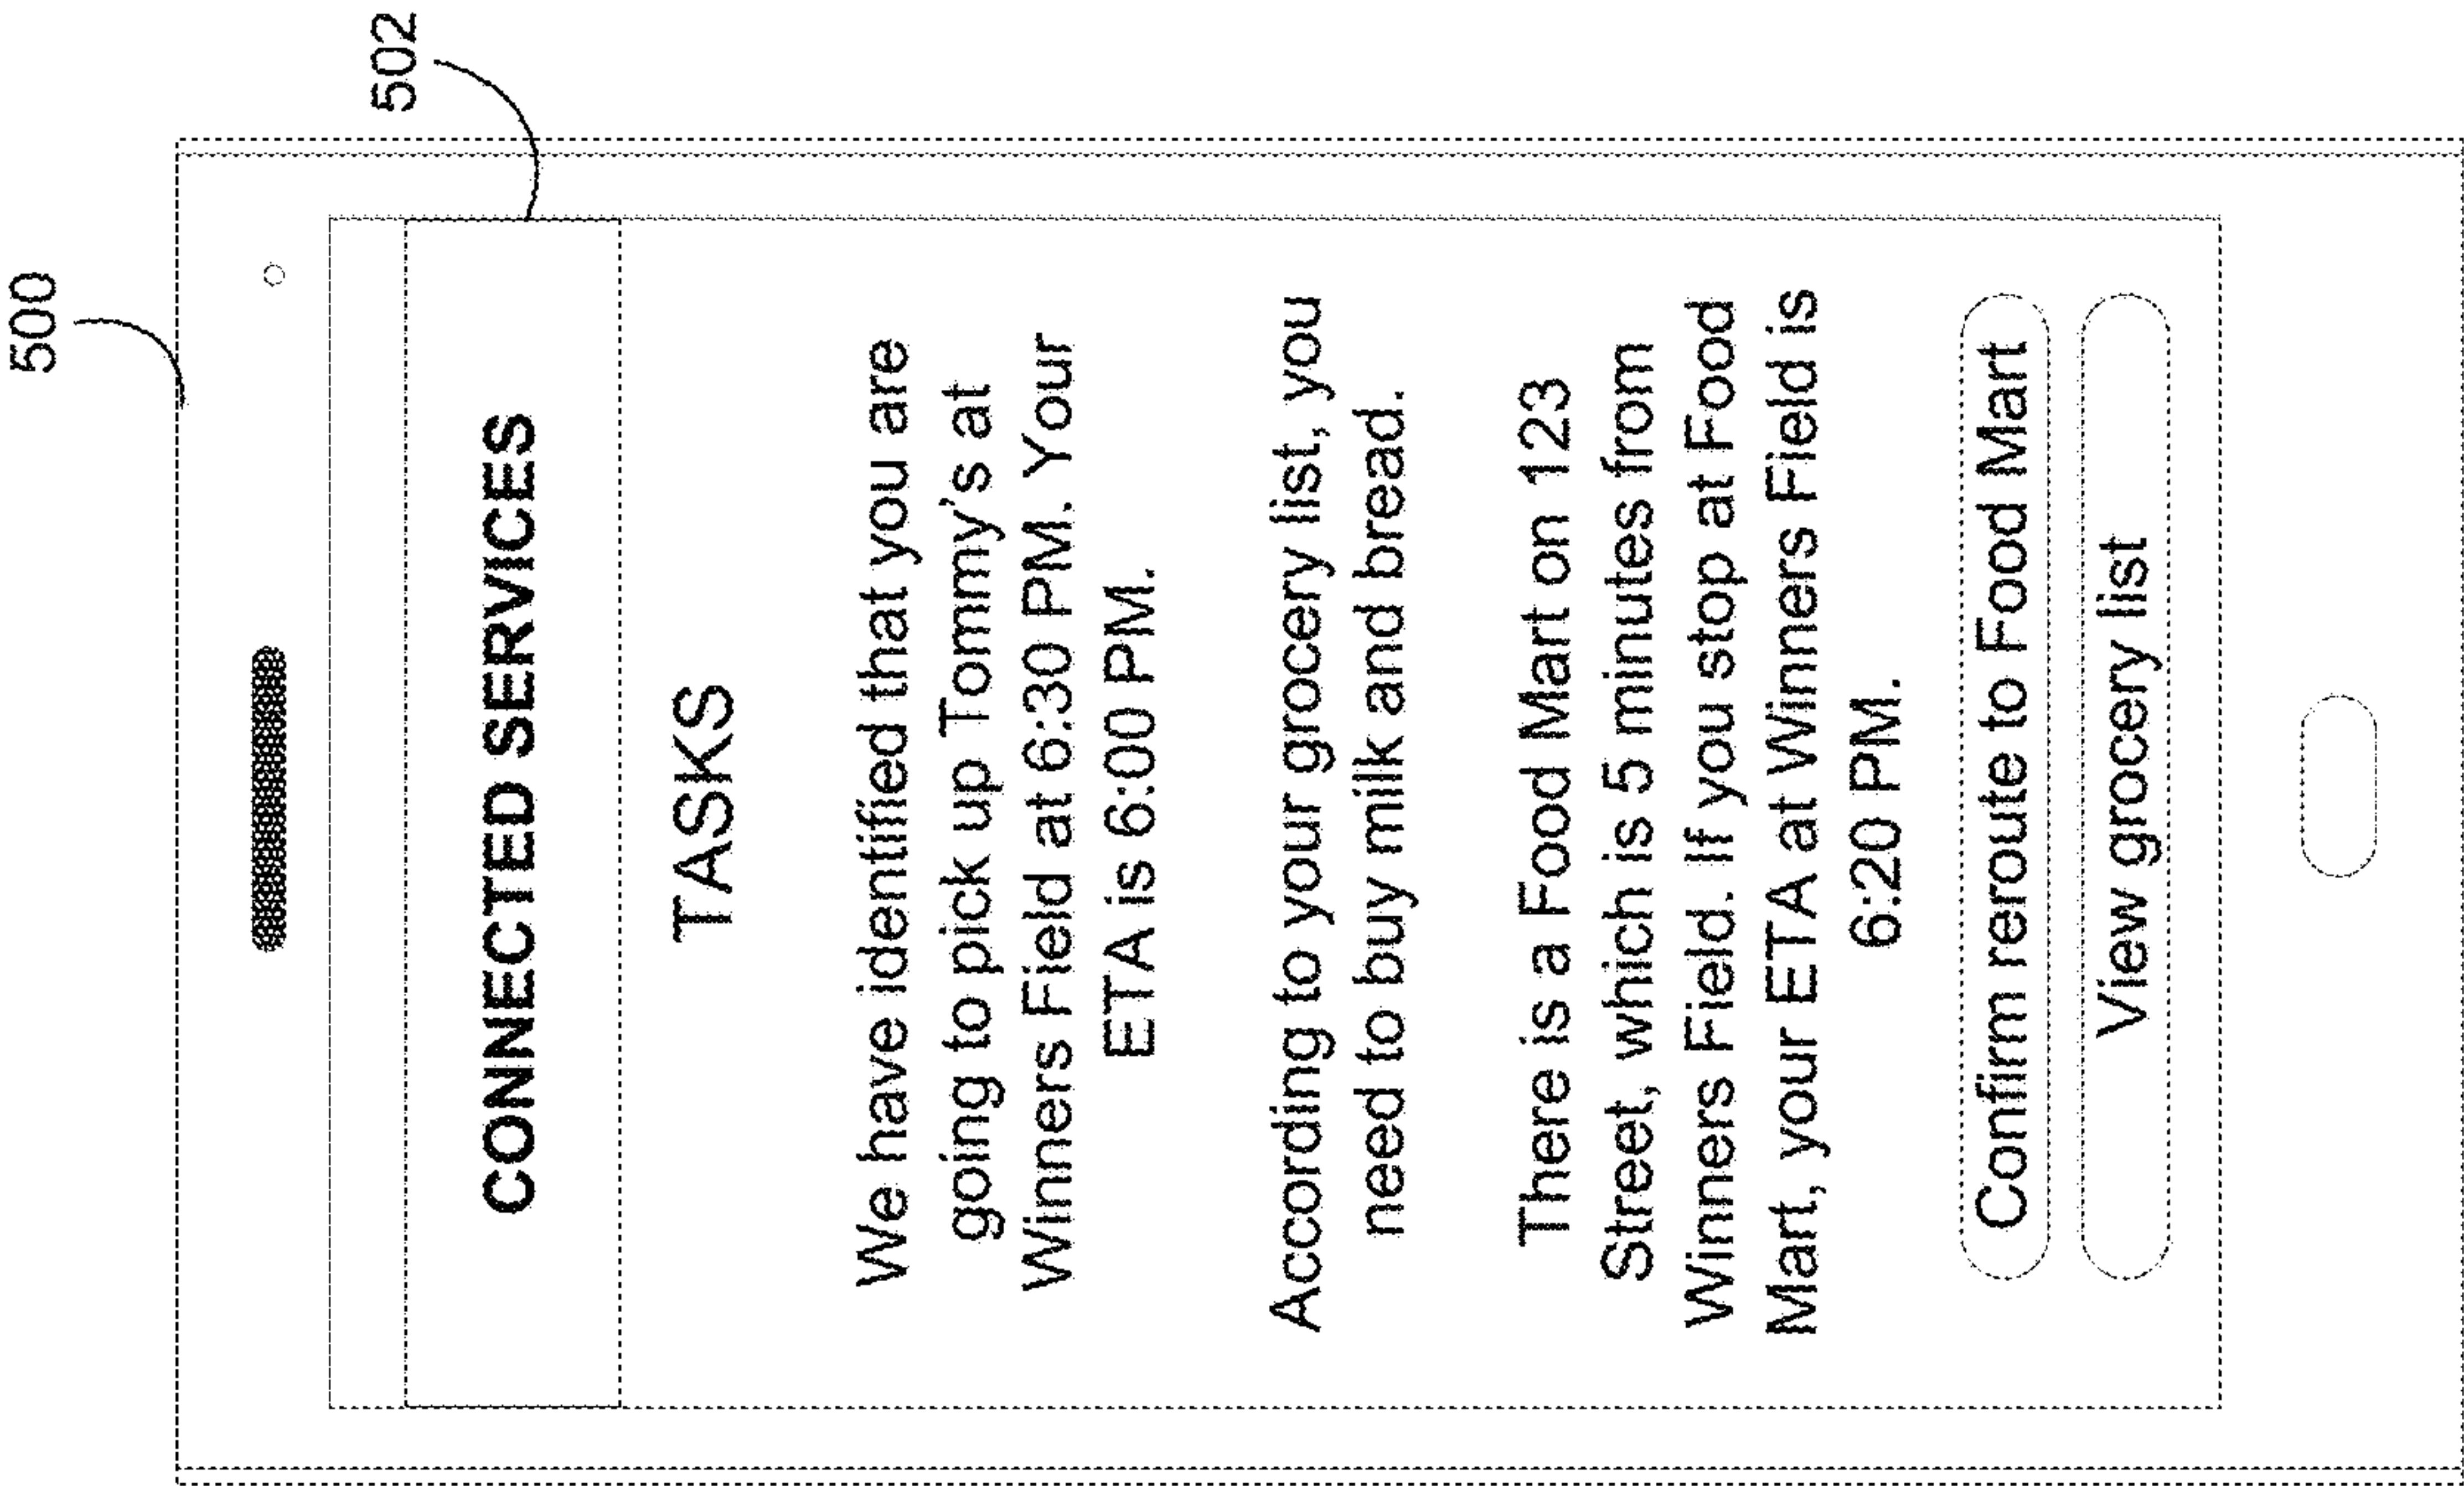 500
502
CONNECTED SERVICES
TASKS
We have identified that you are
going to pick up Tommy's at
Winners Field at 6:30 PM. Your
ETA is 6:00 PM.
According to your grocery list, you
need to buy milk and bread.
There is a Food Mart on 123
Street, which is 5 minutes from
Winners Field. If you stop at Food
Mart, your ETA at Winners Field is
6:20 PM.
Confirm reroute to Food Mart
View grocery list